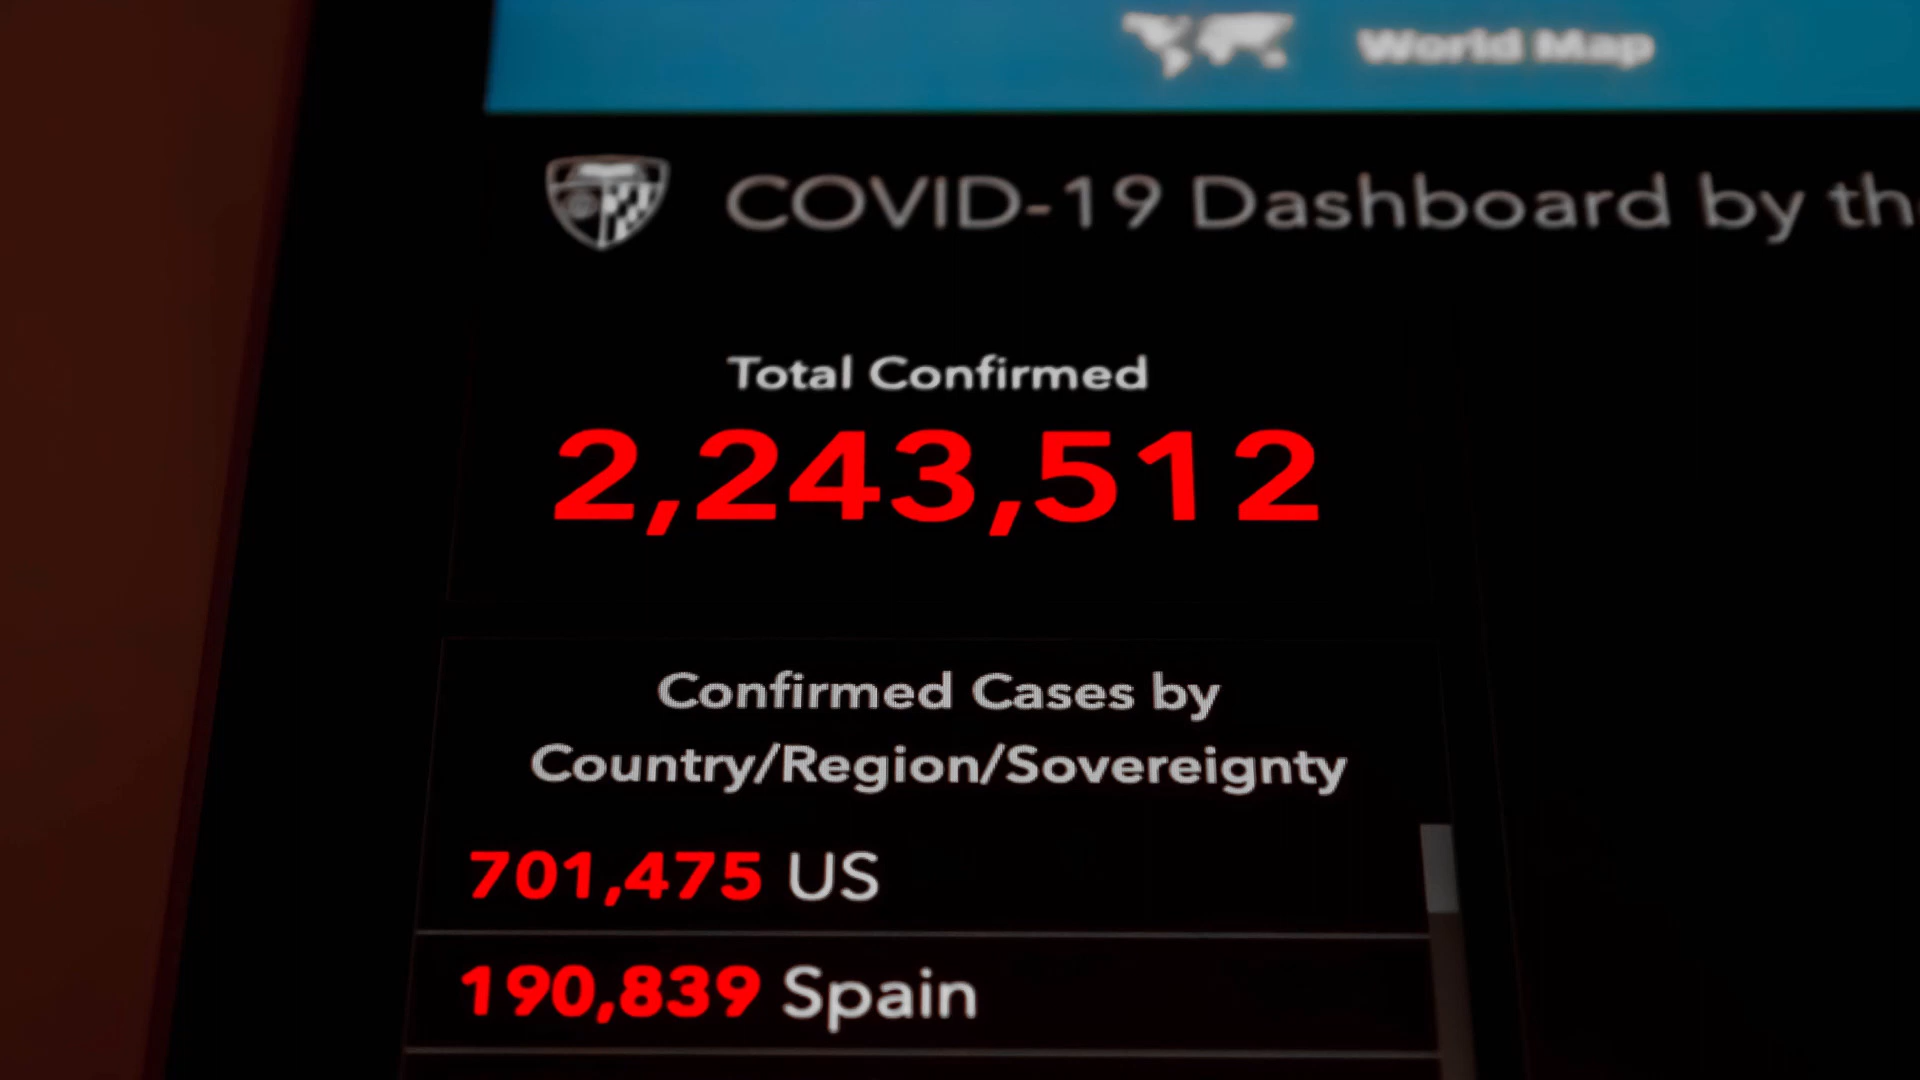 World Map
COVID-19 Dashboard by th
Total Confirmed
2,243,512
Confirmed Cases by
Country/Region/Sovereignty
701,475 US
190,839 Spain